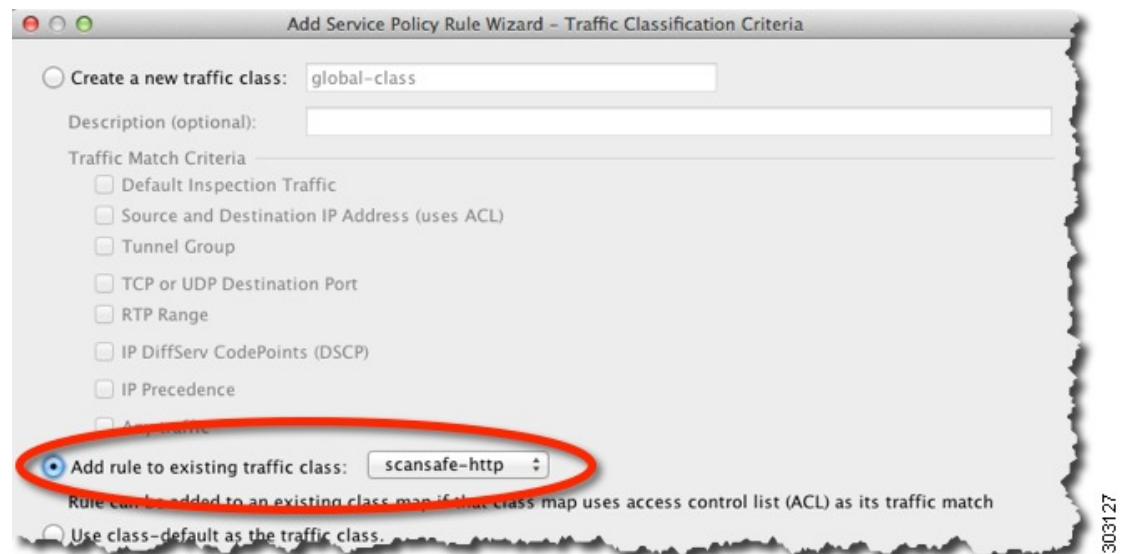 Add Service Policy Rule Wizard – Traffic Classification Criteria
Create a new traffic class: global-class
Description (optional):
Traffic Match Criteria
Default Inspection Traffic
Source and Destination IP Address (uses ACL)
Tunnel Group
TCP or UDP Destination Port
RTP Range
IP DiffServ CodePoints (DSCP)
IP Precedence
Any traffic
Add rule to existing traffic class: scansafe-http
Rule can be added to an existing class map if that class map uses access control list (ACL) as its traffic match
Use class-default as the traffic class.
303127